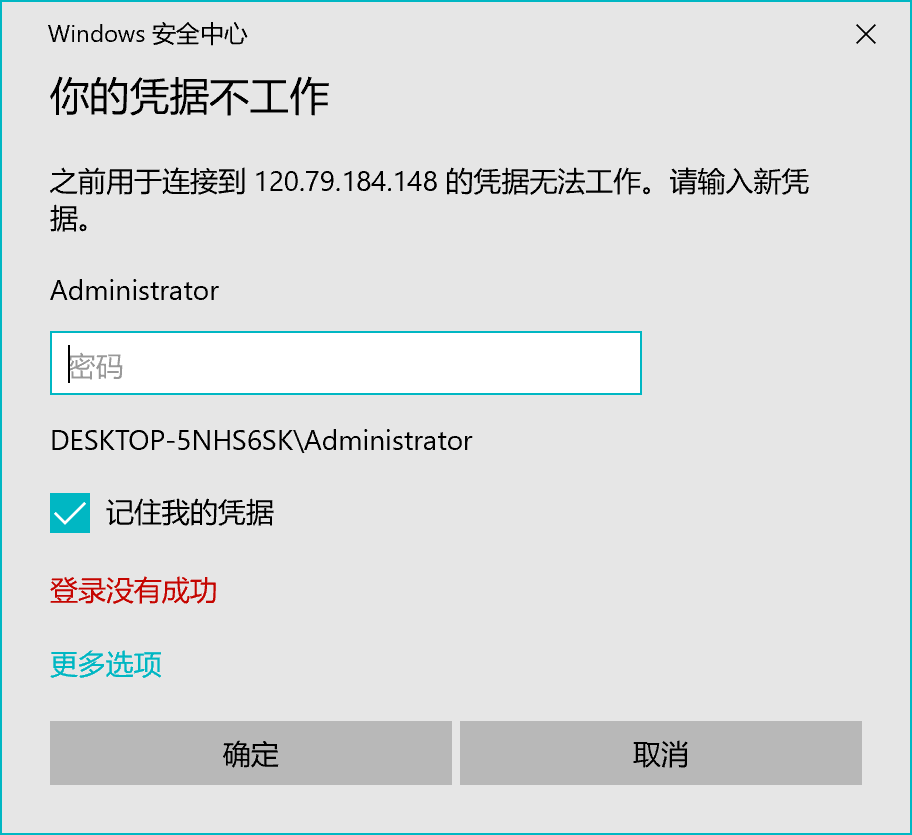 Windows 安全中心
你的凭据不工作
之前用于连接到 120.79.184.148 的凭据无法工作。请输入新凭
据。
Administrator
密码
DESKTOP-5NHS6SK\Administrator
记住我的凭据
登录没有成功
更多选项
确定
取消